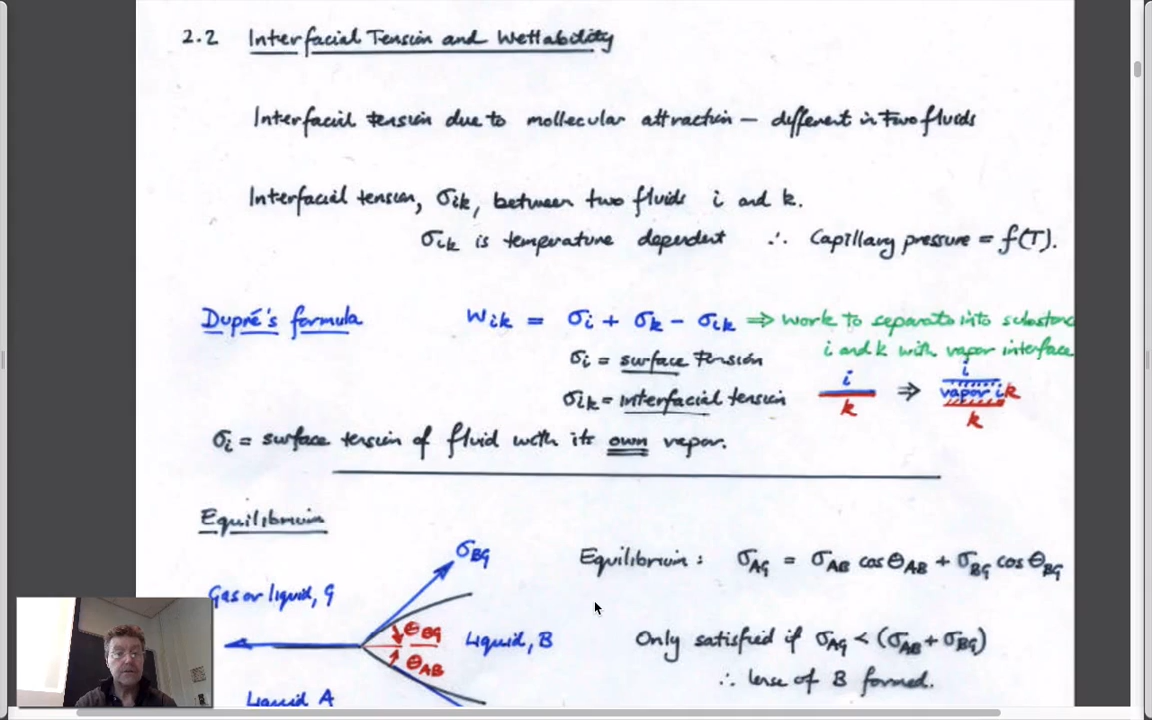 2.2 Interfacial Tension and Wettability
Interfacial tension due to mollecular attraction – different in two fluids
Interfacial tension, σik, between two fluids i and k.
σik is temperature dependent ∴ Capillary pressure = f(T).
Dupré's formula Wik = σi + σk − σik ⇒ work to separate into substanc
i and k with vapor interface
σi = surface tension
σik = interfacial tension
i
k
⇒
i
vapor ik
k
σi = surface tension of fluid with its own vapor.
Equilibrium
σBG
Equilibrium: σAG = σAB cos θAB + σBG cos θBG
Gas or liquid, G
θBG
Liquid, B
θAB
Only satisfied if σAG < (σAB + σBG)
∴ lense of B formed.
Liquid A